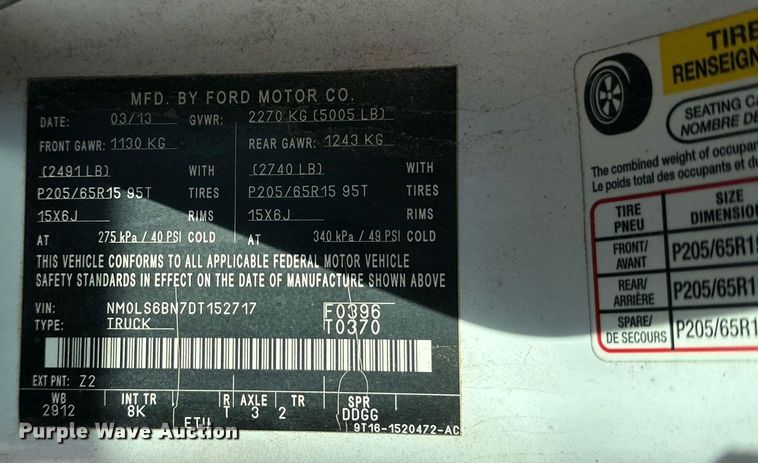 MFD. BY FORD MOTOR CO.
DATE: 03/13 GVWR: 2270 KG (5005 LB)
FRONT GAWR: 1130 KG REAR GAWR: 1243 KG
(2491 LB) WITH (2740 LB) WITH
P205/65R15 95T TIRES P205/65R15 95T TIRES
15X6J RIMS 15X6J RIMS
AT 275 kPa / 40 PSI COLD AT 340 kPa / 49 PSI COLD
THIS VEHICLE CONFORMS TO ALL APPLICABLE FEDERAL MOTOR VEHICLE
SAFETY STANDARDS IN EFFECT ON THE DATE OF MANUFACTURE SHOWN ABOVE
VIN: NM0LS6BN7DT152717 F0396
TYPE: TRUCK T0370
EXT PNT: Z2
WB INT TR R AXLE TR SPR
2912 8K T 3 2 DDGG
ETU
9T16-1520472-AC
Purple Wave Auction
TIRE
RENSEIGN
SEATING CA
NOMBRE DE
The combined weight of occupan
Le poids total des occupants et du
TIRE SIZE
PNEU DIMENSION
FRONT/
AVANT P205/65R1
REAR/
ARRIÈRE P205/65R1
SPARE/
DE SECOURS P205/65R1